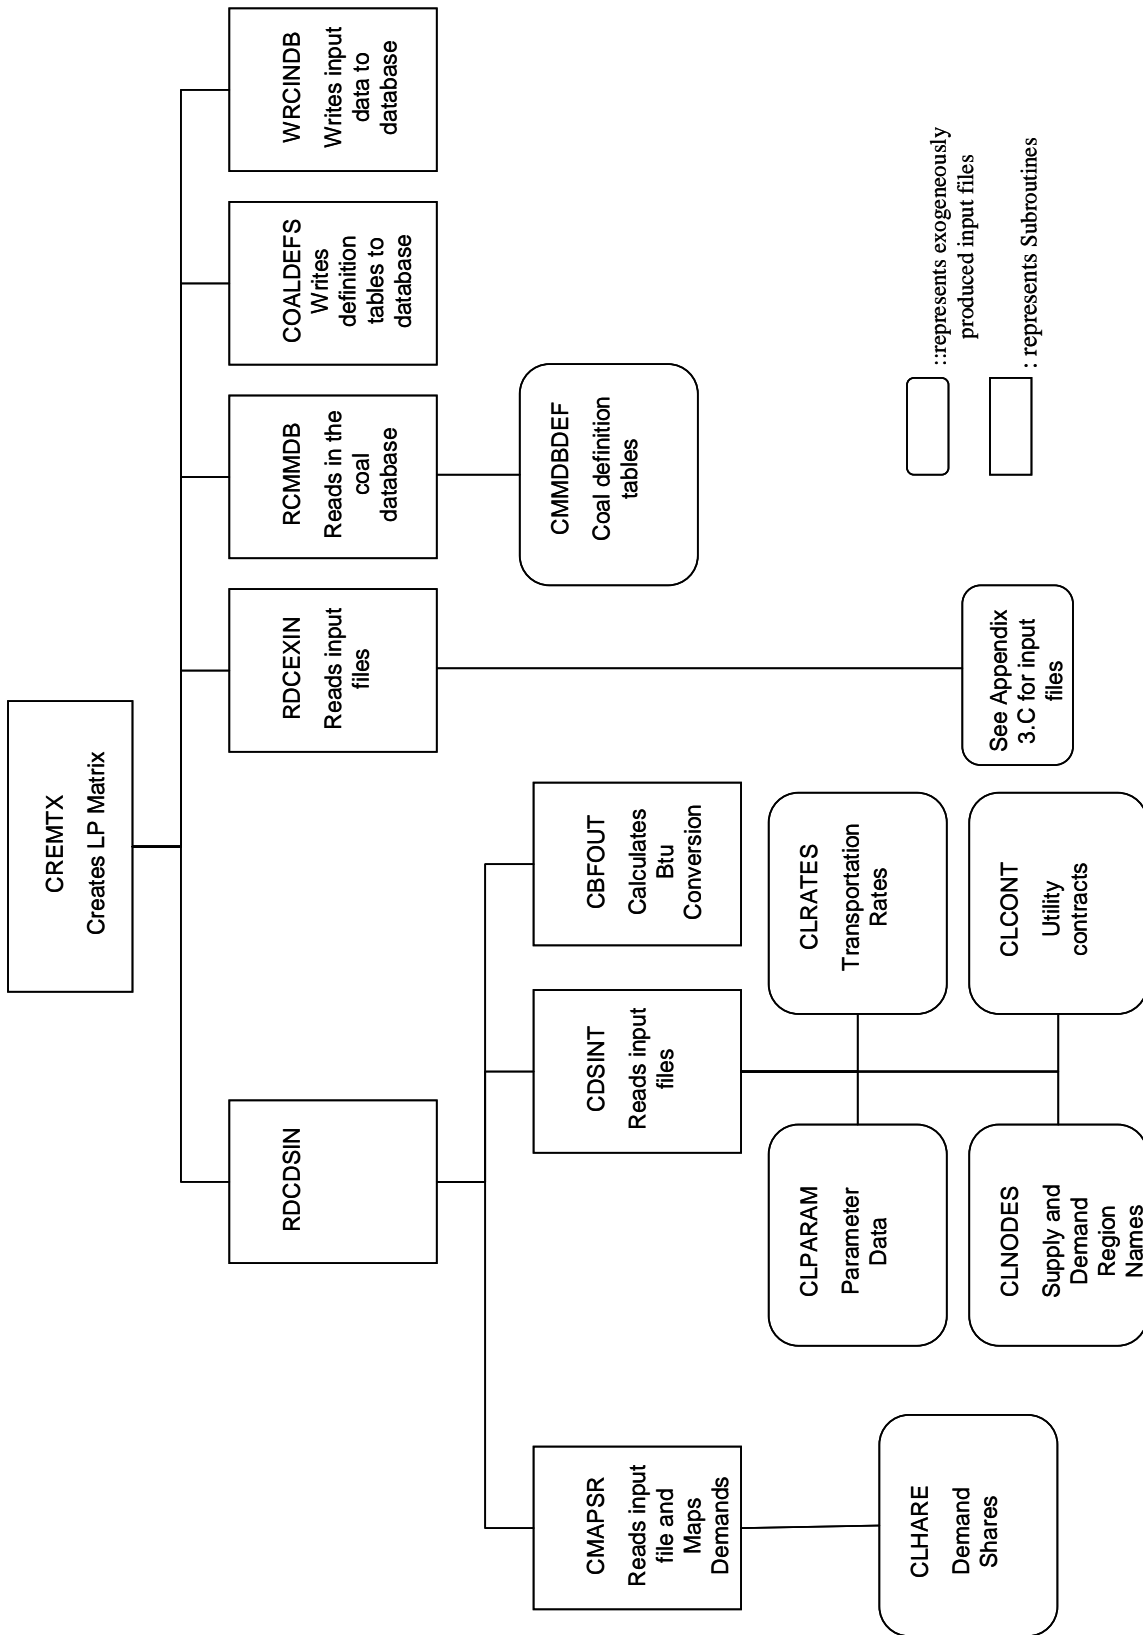 CREMTX
Creates LP Matrix
RDCDSIN
RDCEXIN
Reads input
files
RCMMDB
Reads in the
coal
database
COALDEFS
Writes
definition
tables to
database
WRCINDB
Writes input
data to
database
CMAPSR
Reads input
file and
Maps
Demands
CDSINT
Reads input
files
CBFOUT
Calculates
Btu
Conversion
CMMDBDEF
Coal definition
tables
CLHARE
Demand
Shares
CLPARAM
Parameter
Data
CLRATES
Transportation
Rates
CLNODES
Supply and
Demand
Region
Names
CLCONT
Utility
contracts
See Appendix
3.C for input
files
::represents exogeneously
produced input files
: represents Subroutines